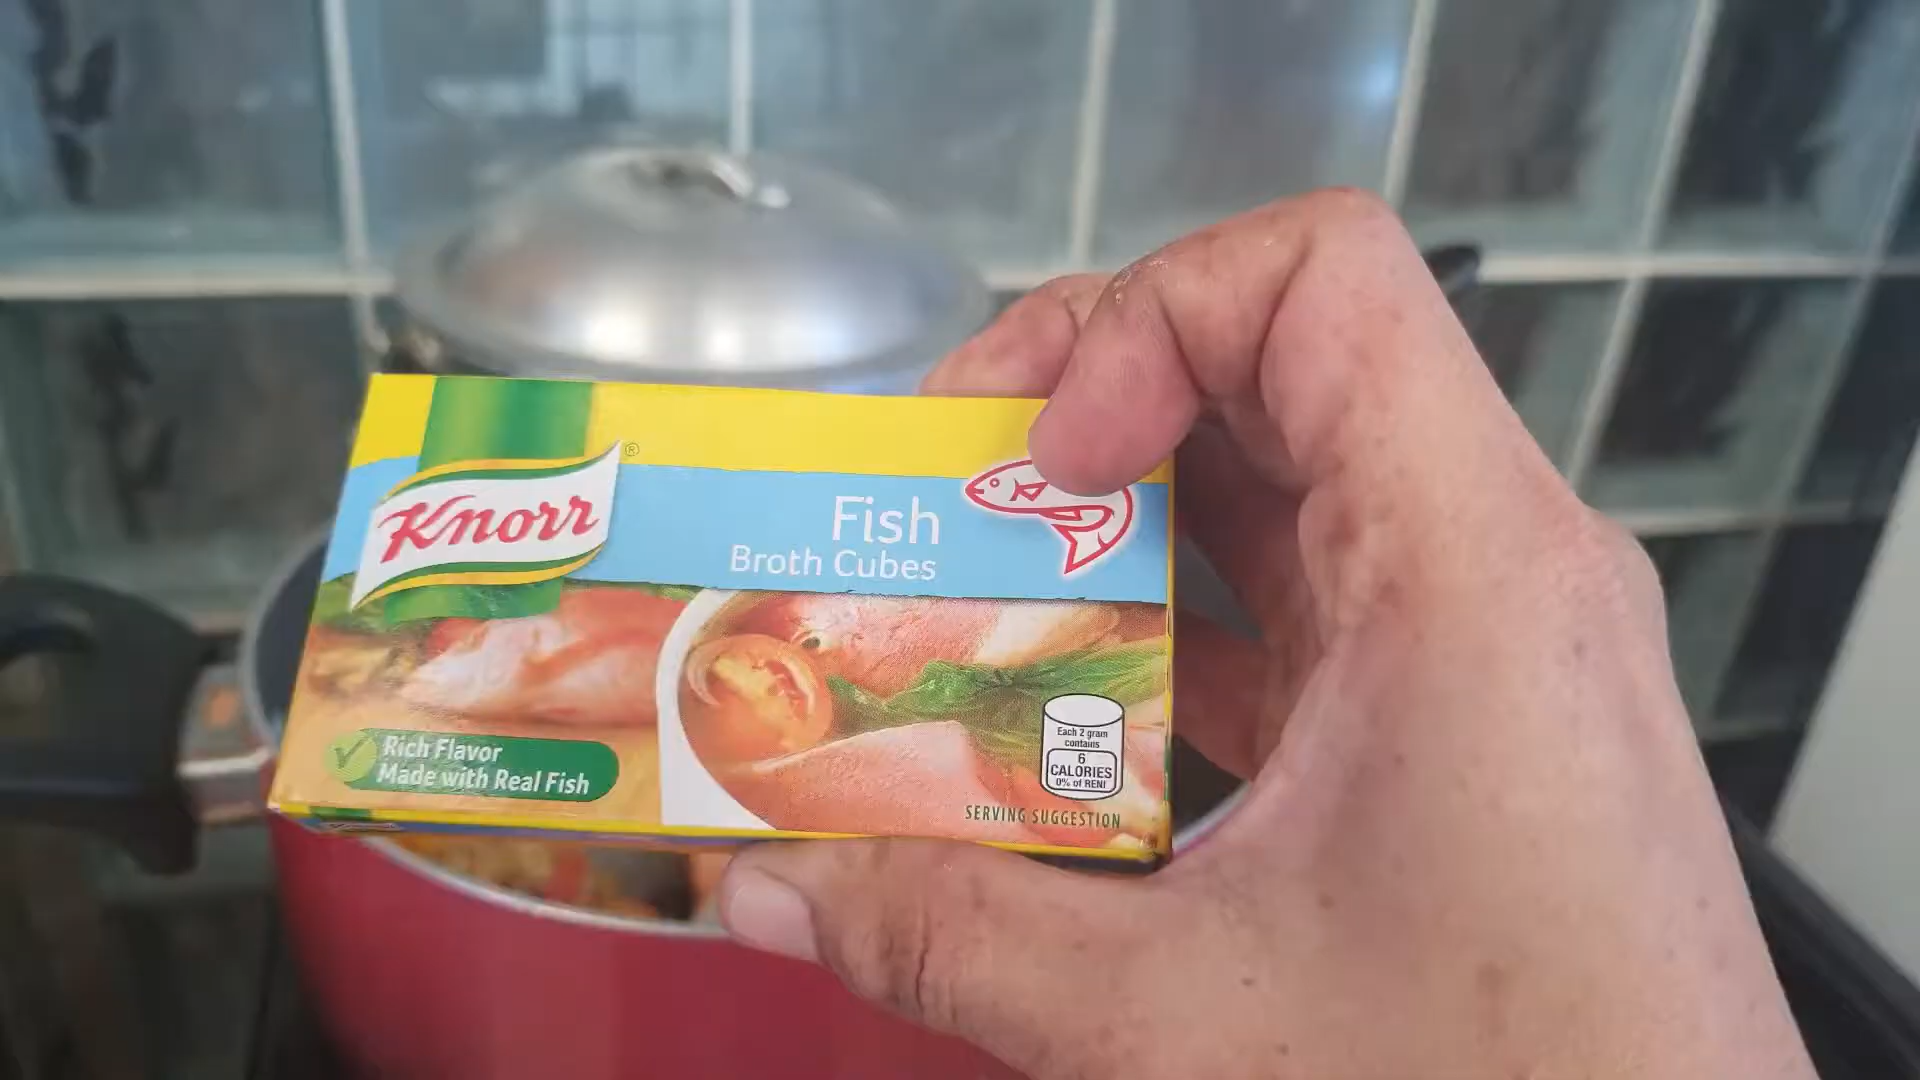 Knorr®
Fish
Broth Cubes
Rich Flavor
Made with Real Fish
Each 2 gram
contains
6
CALORIES
0% of RENI
SERVING SUGGESTION